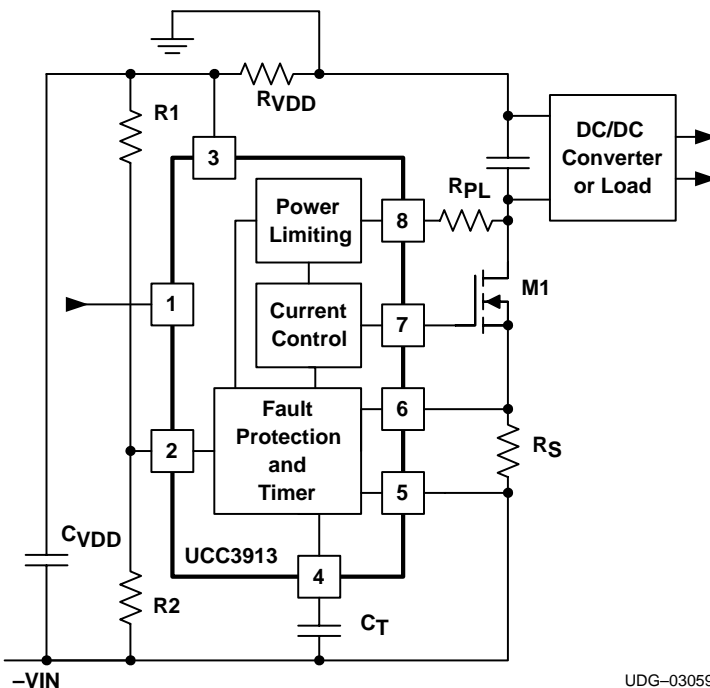 RVDD
R1
DC/DC
Converter
or Load
3
RPL
Power
Limiting
8
M1
1
Current
Control
7
Fault
Protection
and
Timer
6
2
RS
5
CVDD
UCC3913
4
R2
CT
–VIN
UDG–03059